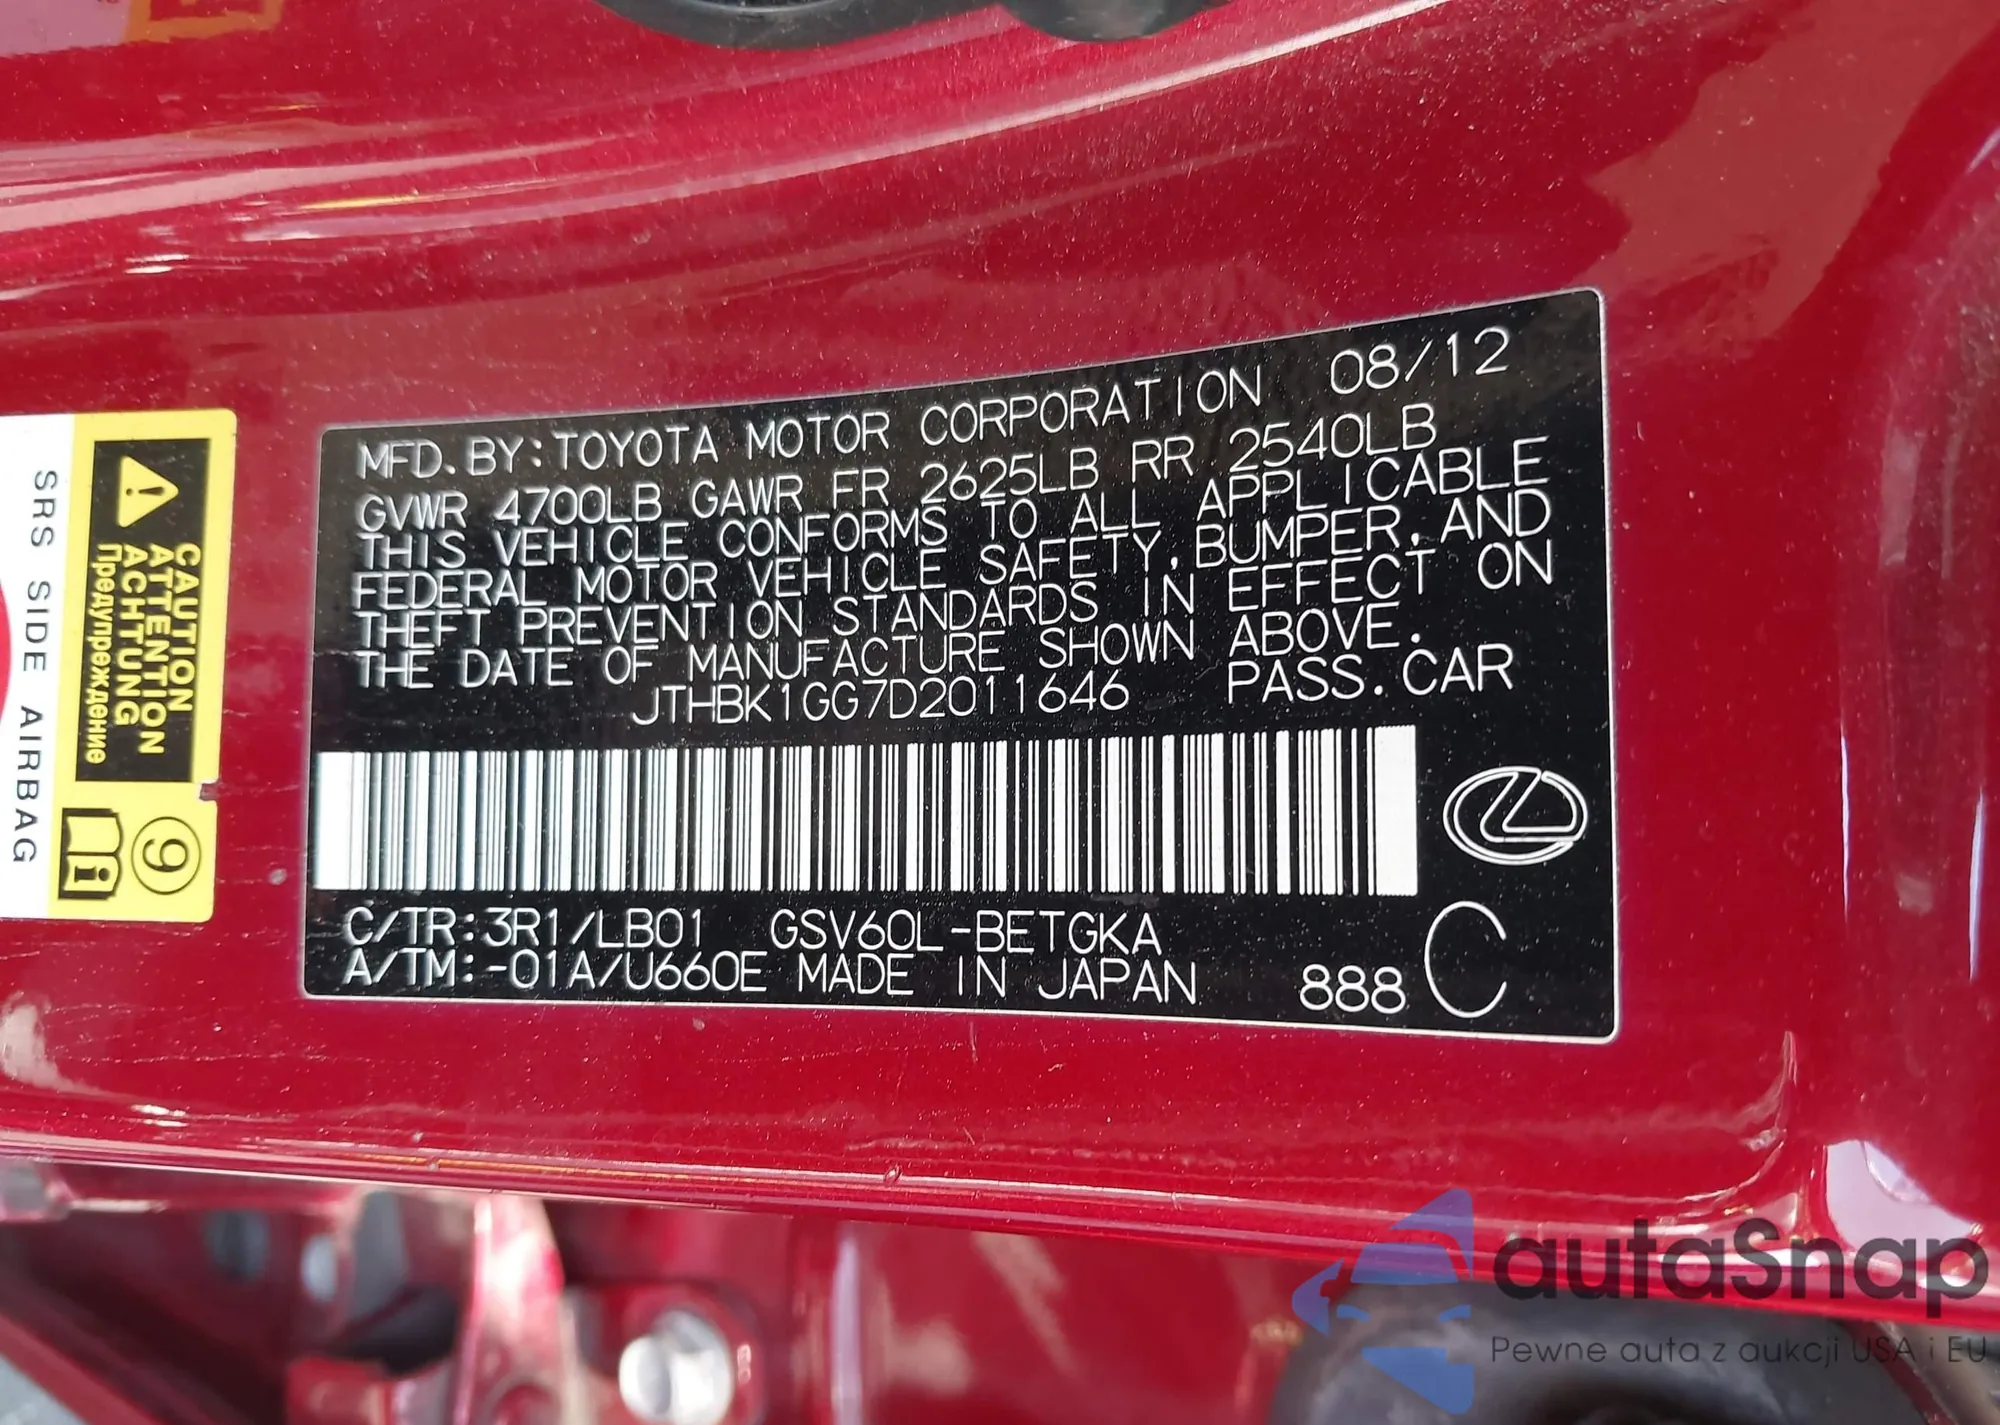 MFD.BY:TOYOTA MOTOR CORPORATION 08/12
GVWR 4700LB GAWR FR 2625LB RR 2540LB
THIS VEHICLE CONFORMS TO ALL APPLICABLE
FEDERAL MOTOR VEHICLE SAFETY,BUMPER,AND
THEFT PREVENTION STANDARDS IN EFFECT ON
THE DATE OF MANUFACTURE SHOWN ABOVE.
JTHBK1GG7D2011646 PASS.CAR
C/TR:3R1/LB01 GSV60L-BETGKA
A/TM:-01A/U660E MADE IN JAPAN 888 C
CAUTION
ATTENTION
ACHTUNG
Предупреждение
9
SRS SIDE AIRBAG
autaSnap
Pewne auta z aukcji USA i EU